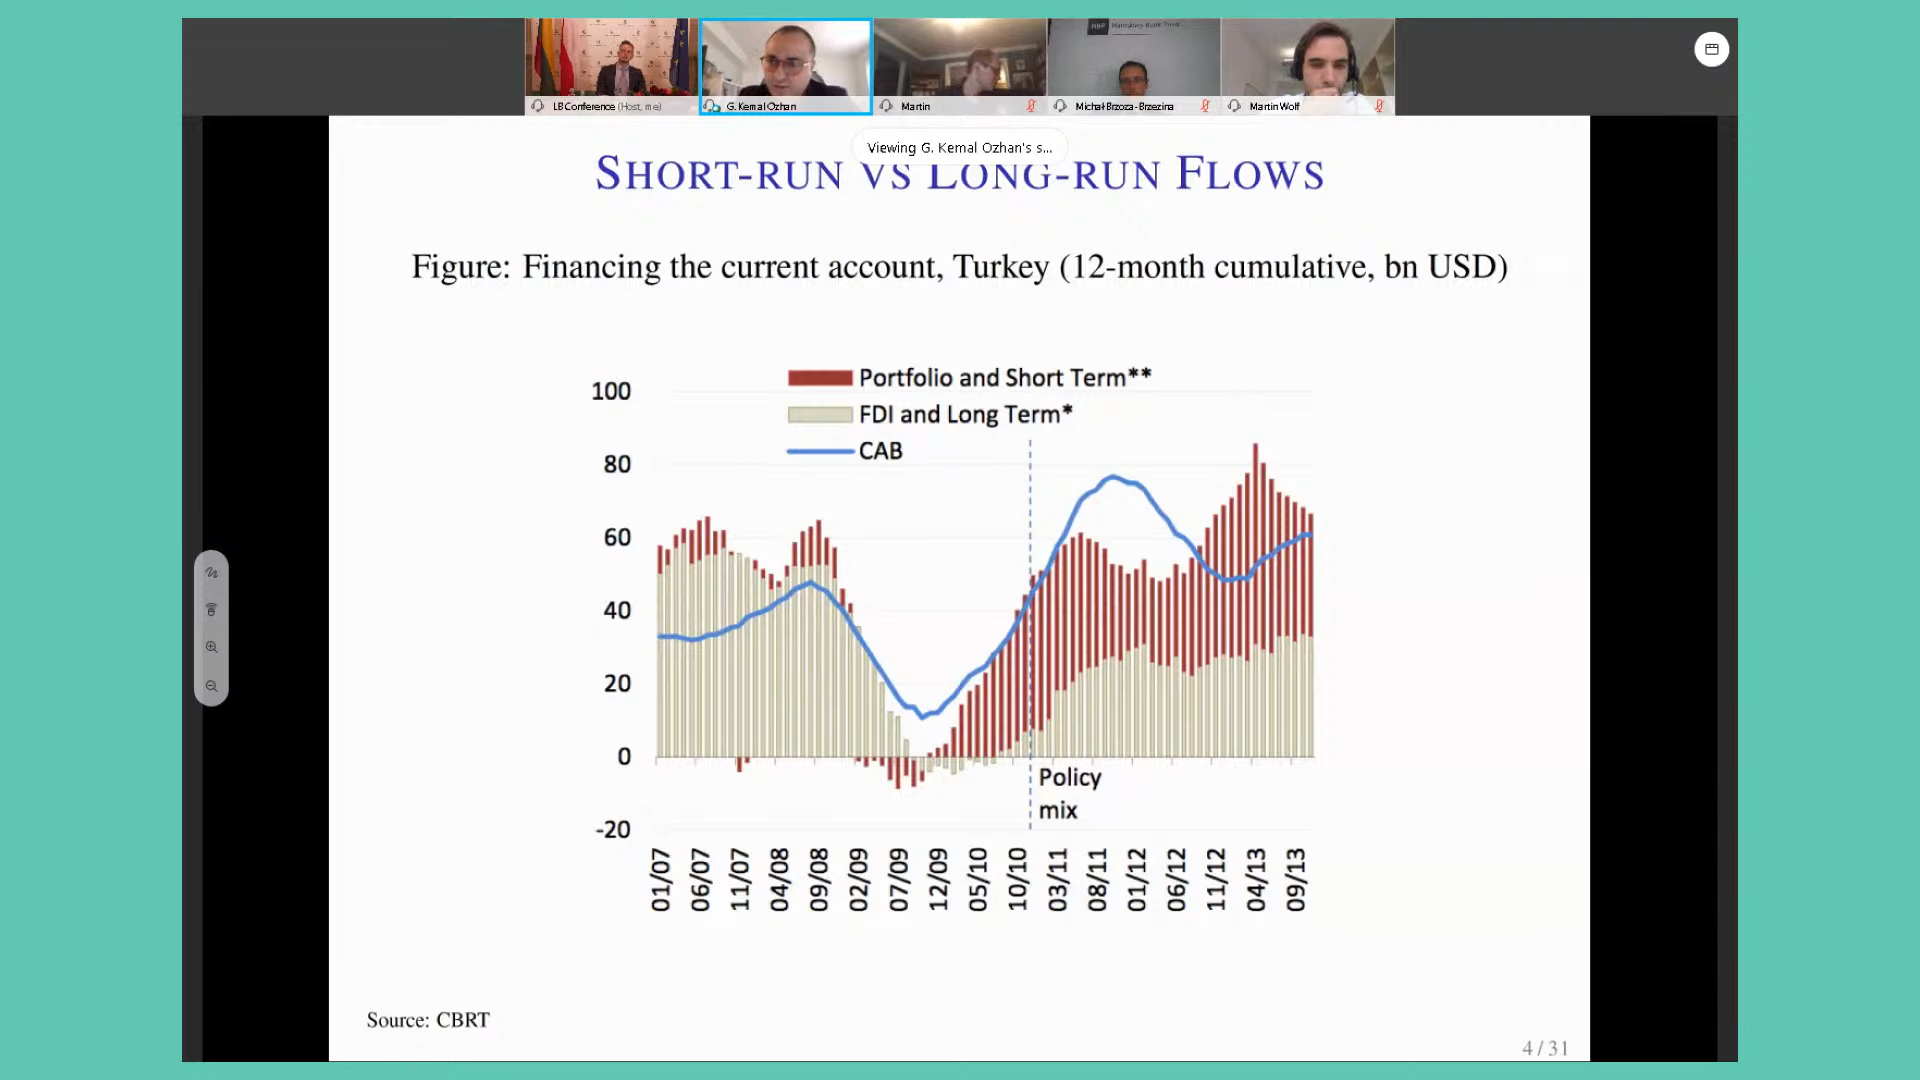 NBP Narodowy Bank Polski
LB Conference (Host, me)
G. Kemal Ozhan
Martin
Michał Brzoza-Brzezina
Martin Wolf
Viewing G. Kemal Ozhan's s...
SHORT-RUN VS LONG-RUN FLOWS
Figure: Financing the current account, Turkey (12-month cumulative, bn USD)
Portfolio and Short Term**
FDI and Long Term*
CAB
100
80
60
40
20
0
-20
Policy
mix
01/07
06/07
11/07
04/08
09/08
02/09
07/09
12/09
05/10
10/10
03/11
08/11
01/12
06/12
11/12
04/13
09/13
Source: CBRT
4 / 31